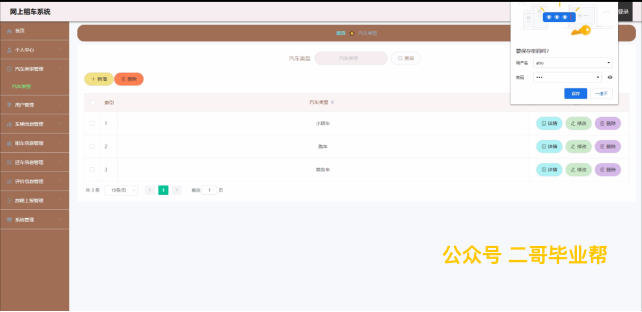 网上租车系统
登录
首页
个人中心
汽车类型管理
汽车类型
用户管理
车辆信息管理
租车信息管理
还车信息管理
评价信息管理
故障上报管理
系统管理
首页 汽车类型
汽车类型 汽车类型 查询
+ 新增 删除
索引 汽车类型
1 小轿车 详情 修改 删除
2 跑车 详情 修改 删除
3 详情 修改 删除
共 3 条 10条/页 1 前往 1 页
要保存密码吗?
用户名 abo
密码 •••
保存 一律不
公众号 二哥毕业帮